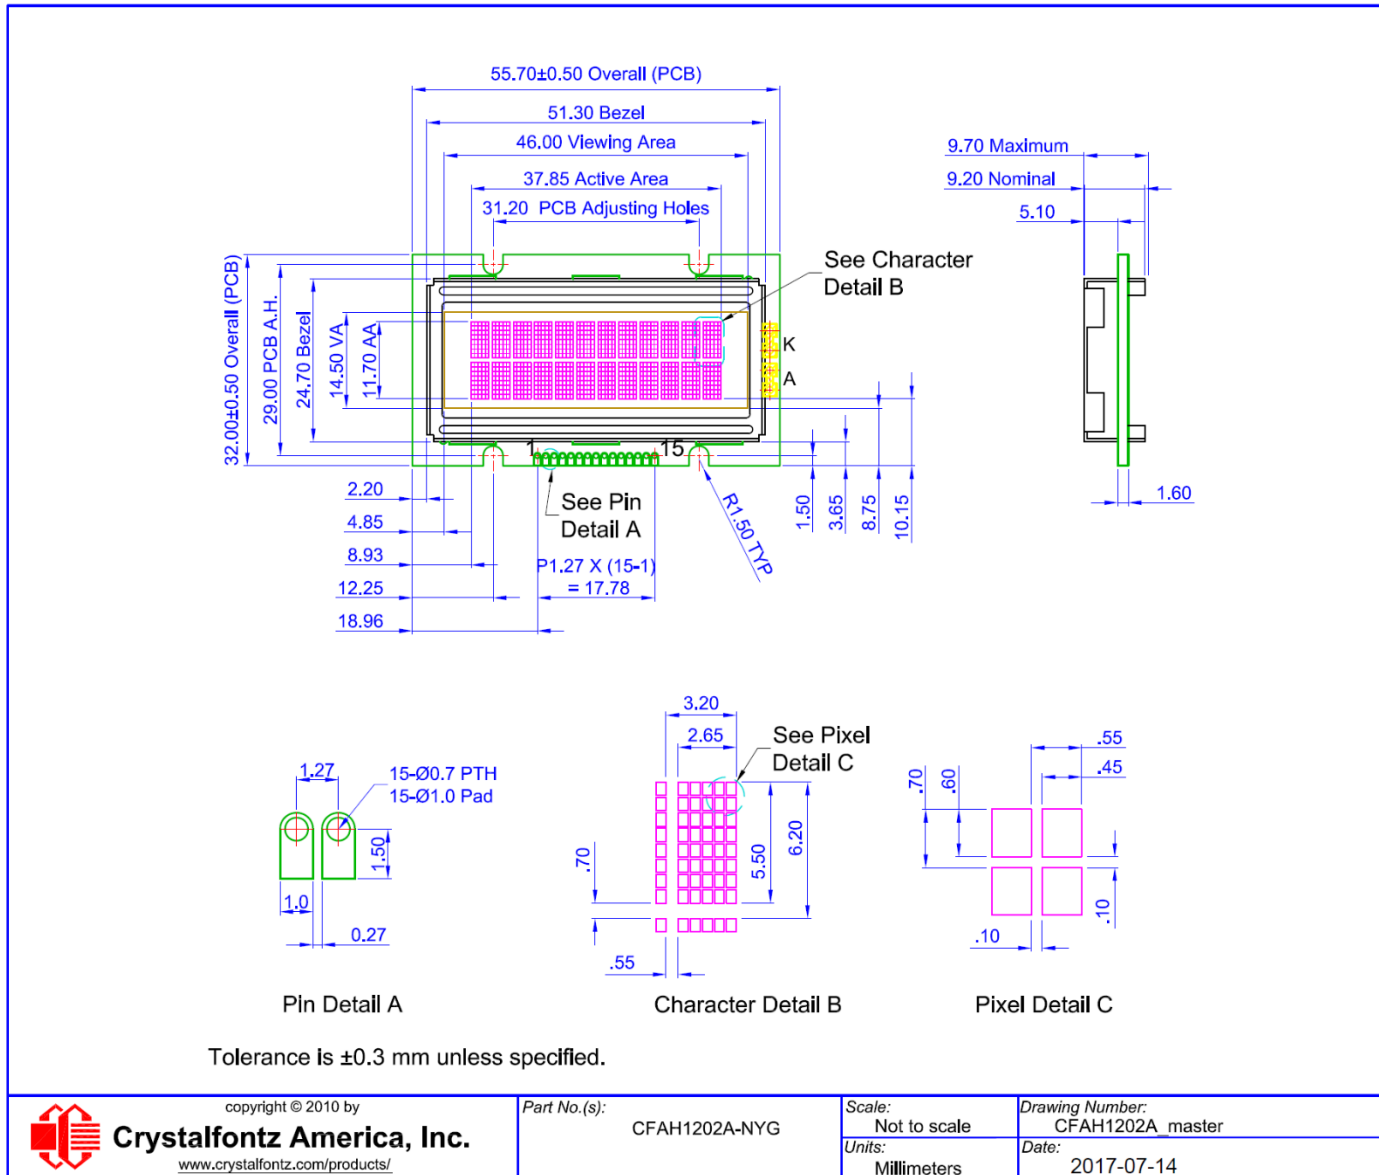 55.70±0.50 Overall (PCB)
51.30 Bezel
46.00 Viewing Area
37.85 Active Area
31.20 PCB Adjusting Holes
9.70 Maximum
9.20 Nominal
5.10
See Character
Detail B
32.00±0.50 Overall (PCB)
29.00 PCB A.H.
24.70 Bezel
14.50 VA
11.70 AA
K
A
1
15
2.20
4.85
8.93
12.25
18.96
See Pin
Detail A
P1.27 X (15-1)
= 17.78
R1.50 TYP
1.50
3.65
8.75
10.15
1.60
1.27
15-Ø0.7 PTH
15-Ø1.0 Pad
1.50
1.0
0.27
Pin Detail A
3.20
2.65
See Pixel
Detail C
.70
5.50
6.20
.55
Character Detail B
.55
.45
.70
.60
.10
.10
Pixel Detail C
Tolerance is ±0.3 mm unless specified.
copyright © 2010 by
Crystalfontz America, Inc.
www.crystalfontz.com/products/
Part No.(s):
CFAH1202A-NYG
Scale:
Not to scale
Units:
Millimeters
Drawing Number:
CFAH1202A_master
Date:
2017-07-14